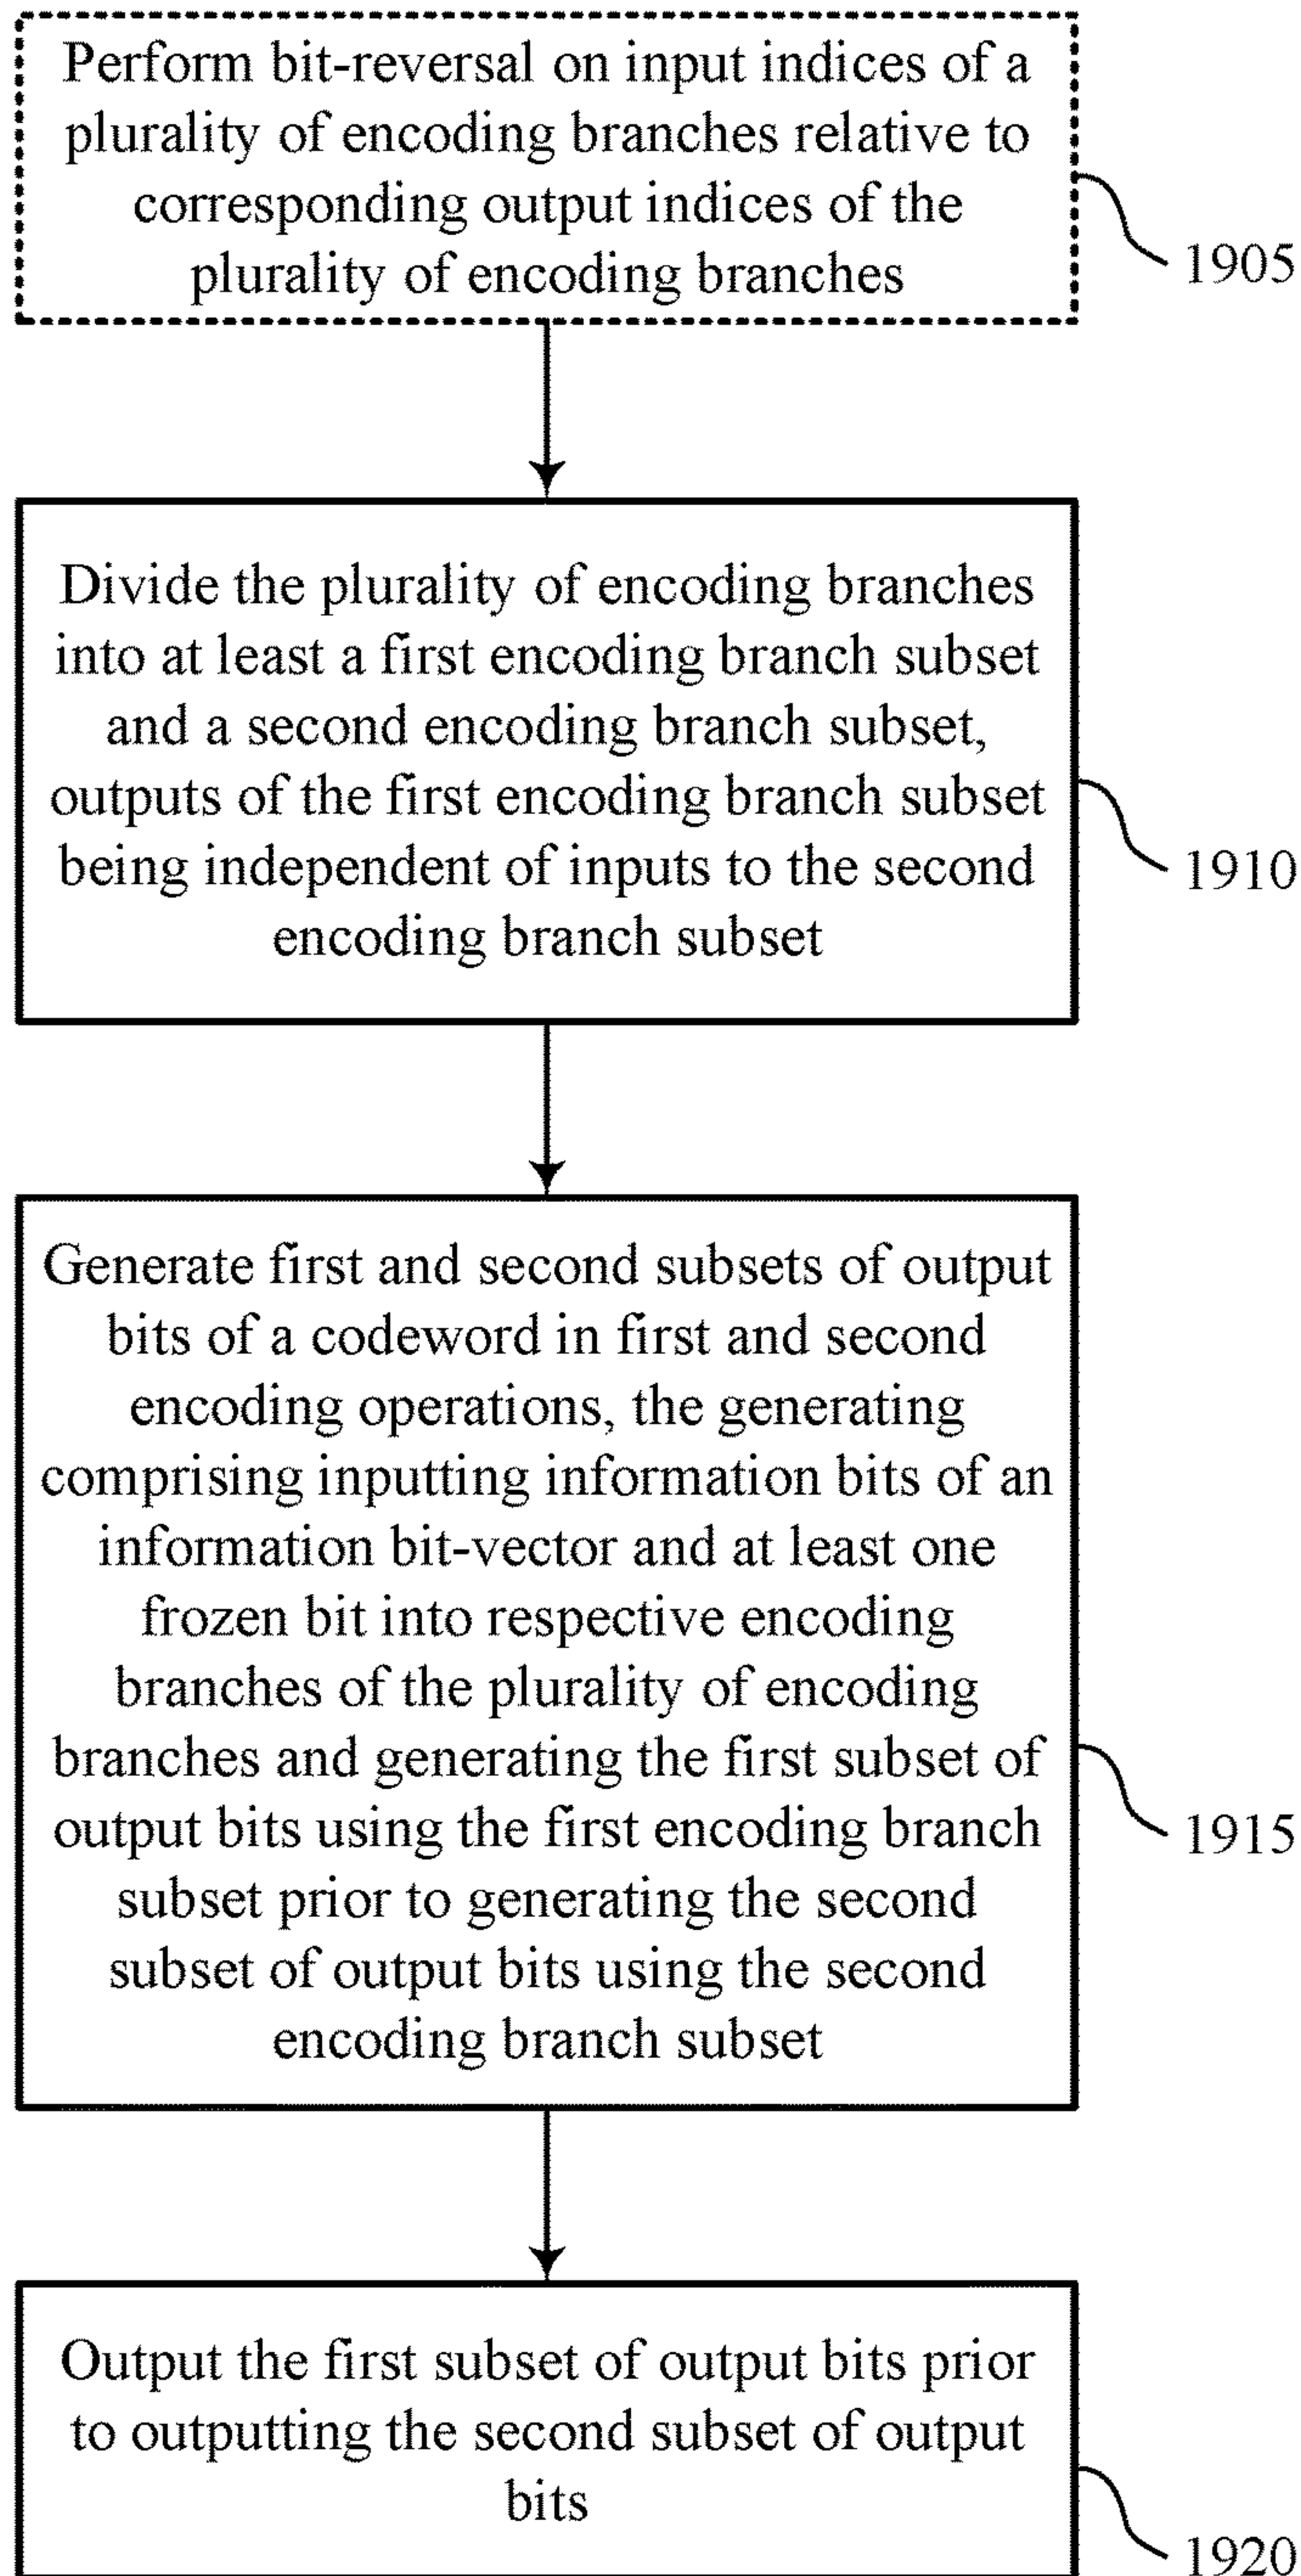 Perform bit-reversal on input indices of a
plurality of encoding branches relative to
corresponding output indices of the
plurality of encoding branches
1905
Divide the plurality of encoding branches
into at least a first encoding branch subset
and a second encoding branch subset,
outputs of the first encoding branch subset
being independent of inputs to the second
encoding branch subset
1910
Generate first and second subsets of output
bits of a codeword in first and second
encoding operations, the generating
comprising inputting information bits of an
information bit-vector and at least one
frozen bit into respective encoding
branches of the plurality of encoding
branches and generating the first subset of
output bits using the first encoding branch
subset prior to generating the second
subset of output bits using the second
encoding branch subset
1915
Output the first subset of output bits prior
to outputting the second subset of output
bits
1920